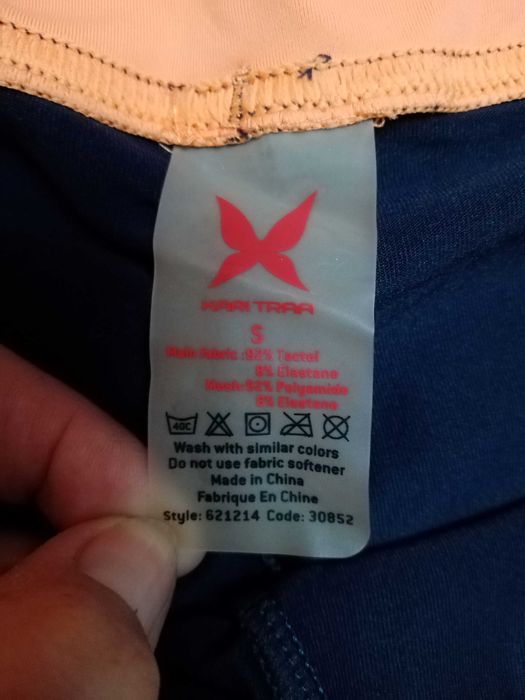 KARI TRAA
S
Main Fabric :92% Tactel
8% Elastane
Mesh:92% Polyamide
8% Elastane
40C
Wash with similar colors
Do not use fabric softener
Made in China
Fabrique En Chine
Style: 621214 Code: 30852